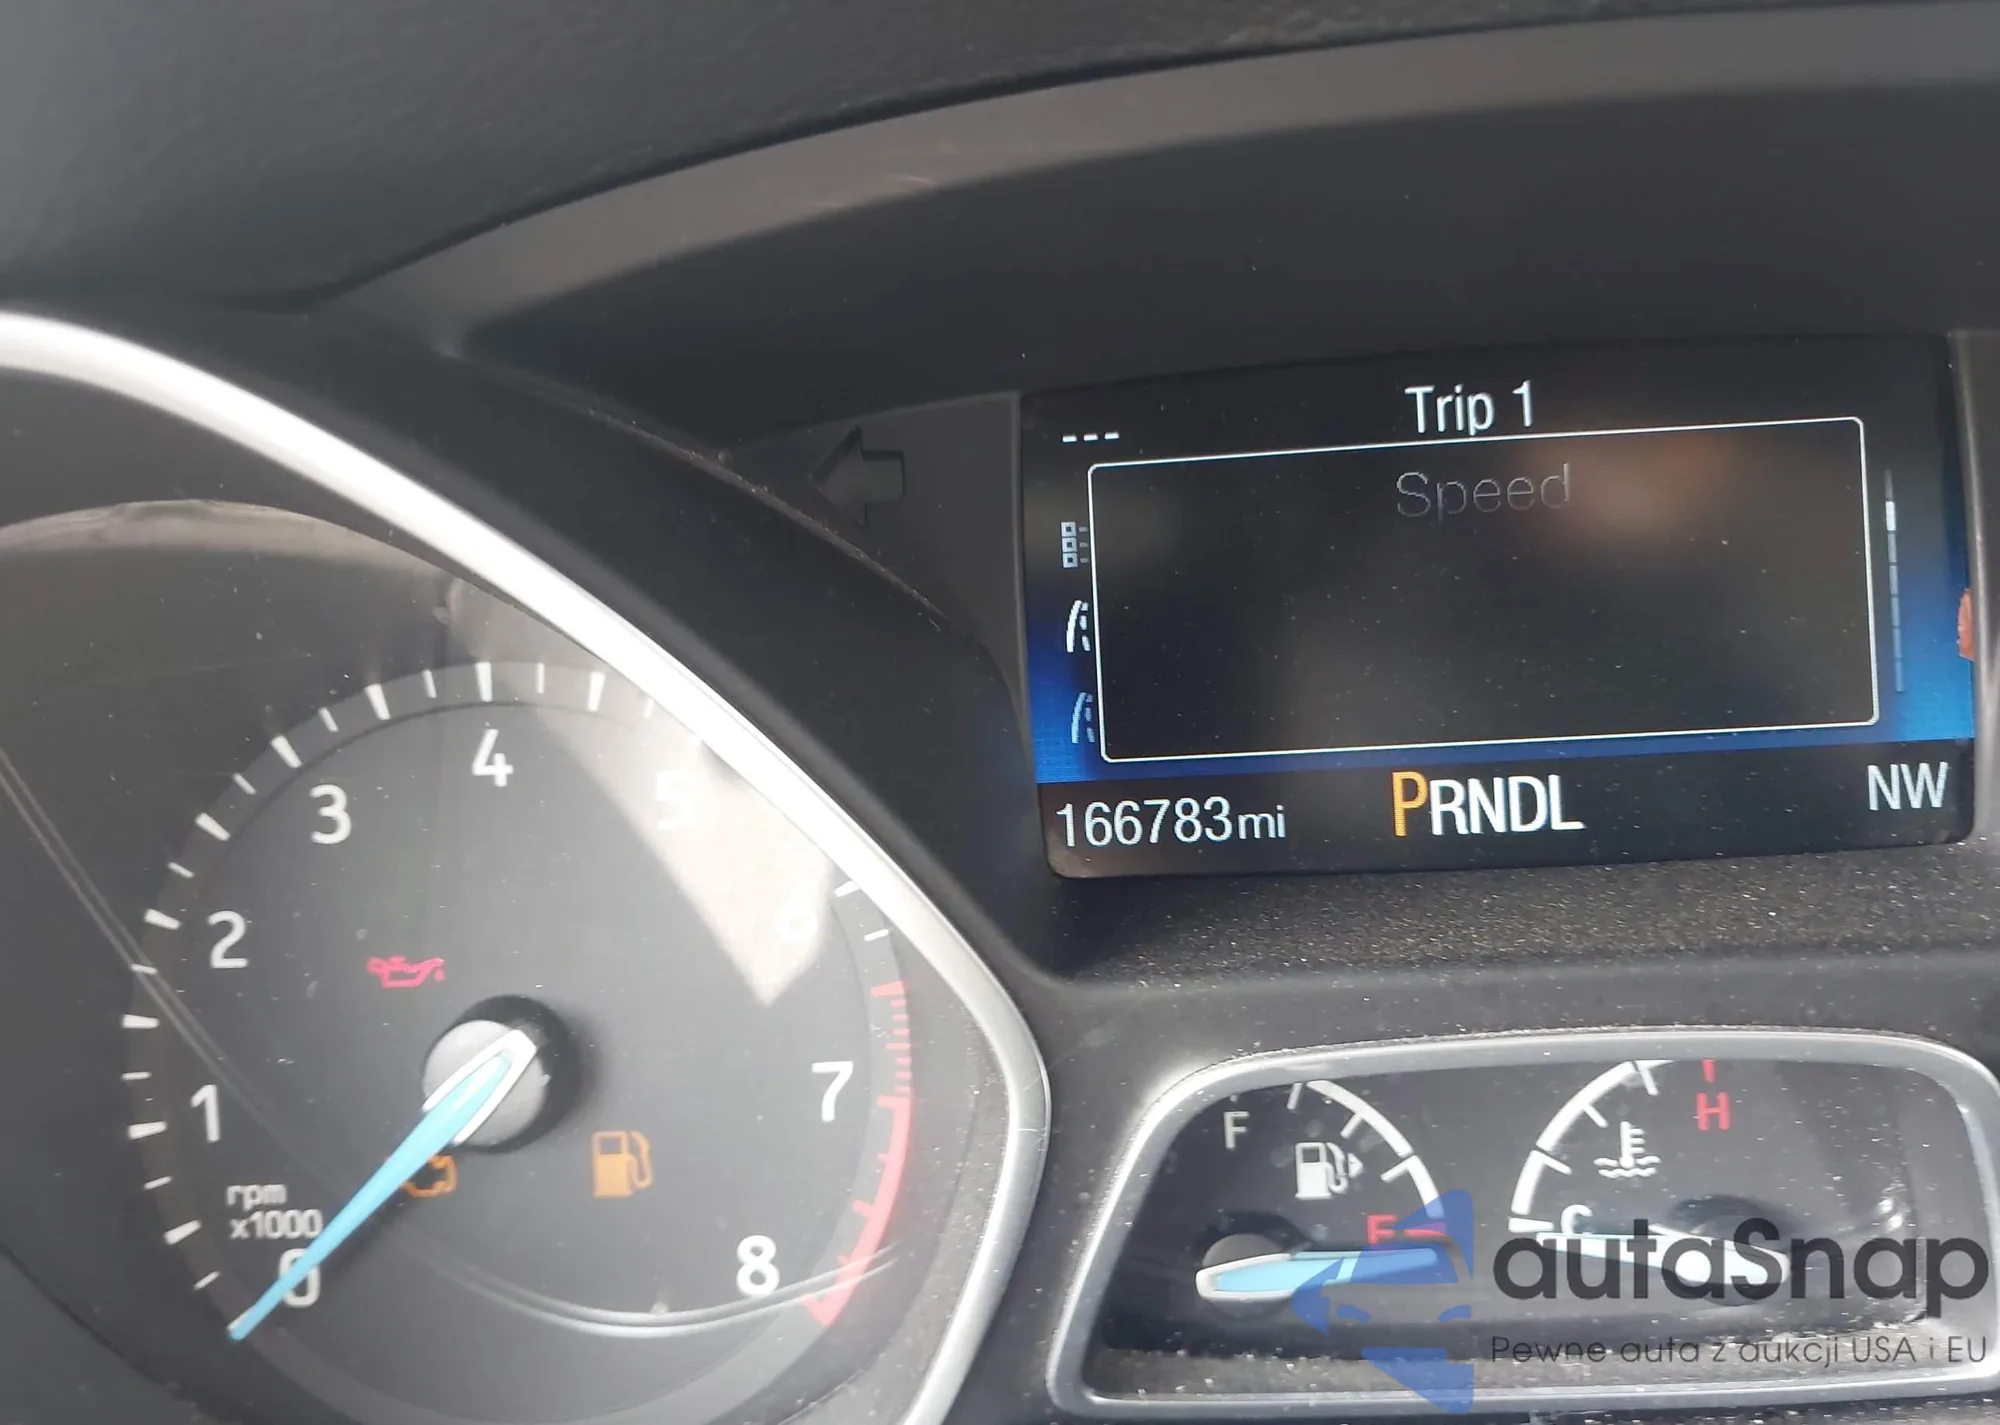 Trip 1
---
Speed
166783mi
PRNDL
NW
0
1
2
3
4
5
6
7
8
rpm
x1000
F
E
H
C
autaSnap
Pewne auta z aukcji USA i EU